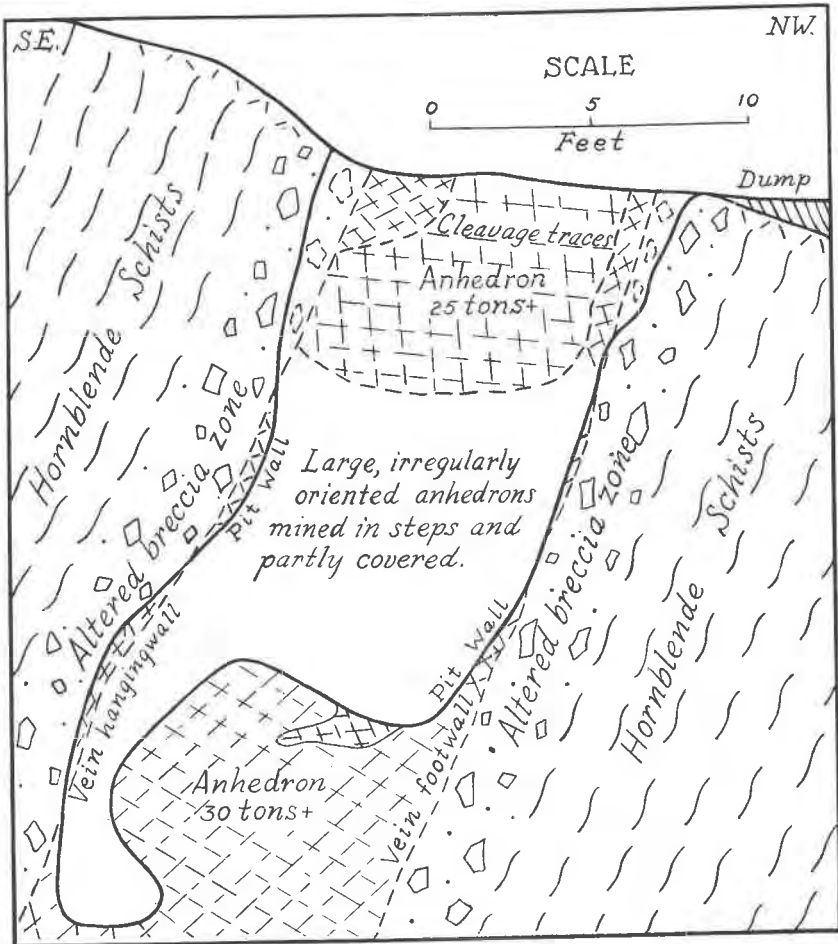 S.E.
NW.
SCALE
0 5 10
Feet
Dump
Cleavage traces
Anhedron
25 tons+
Hornblende Schists
Altered breccia zone
Pit Wall
Large, irregularly
oriented anhedrons
mined in steps and
partly covered.
Vein hangingwall
Pit Wall
Altered breccia zone
Hornblende Schists
Vein footwall
Anhedron
30 tons+